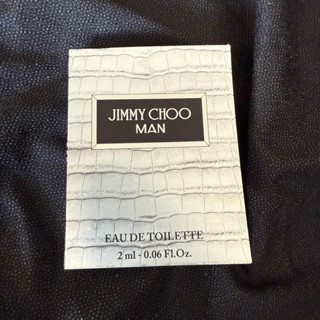 JIMMY CHOO
MAN
EAU DE TOILETTE
2 ml - 0.06 Fl.Oz.